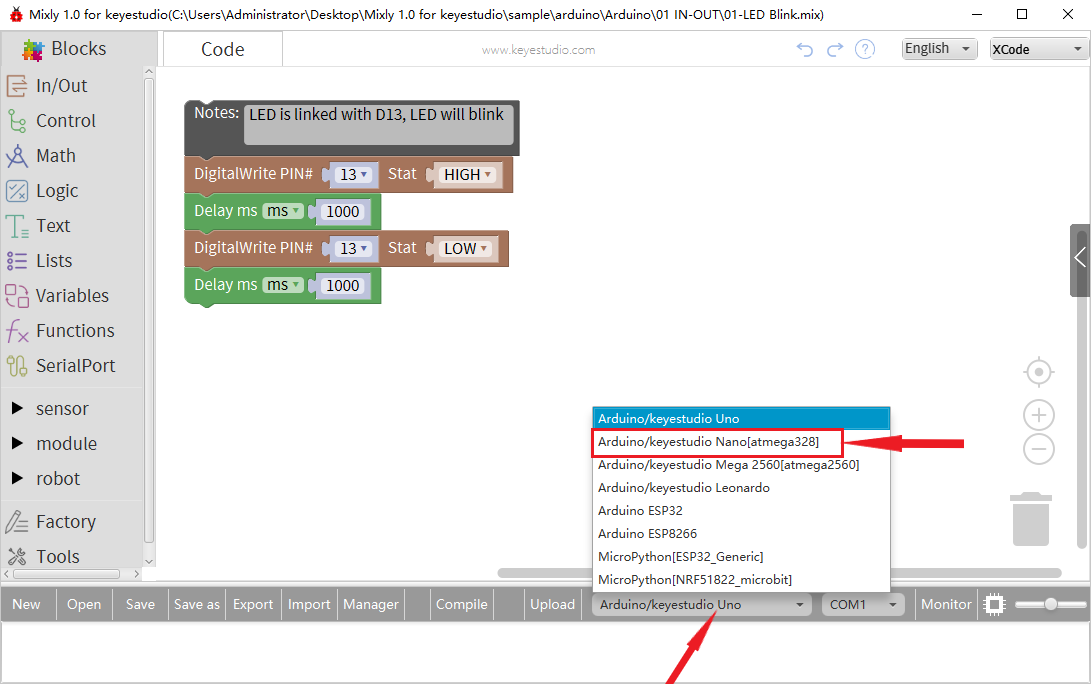 Mixly 1.0 for keyestudio(C:\Users\Administrator\Desktop\Mixly 1.0 for keyestudio\sample\arduino\Arduino\01 IN-OUT\01-LED Blink.mix)
Blocks
Code
www.keyestudio.com
?
English
XCode
In/Out
Control
Math
Logic
Text
Lists
Variables
Functions
SerialPort
sensor
module
robot
Factory
Tools
Notes: LED is linked with D13, LED will blink
DigitalWrite PIN# 13 Stat HIGH
Delay ms ms 1000
DigitalWrite PIN# 13 Stat LOW
Delay ms ms 1000
Arduino/keyestudio Uno
Arduino/keyestudio Nano[atmega328]
Arduino/keyestudio Mega 2560[atmega2560]
Arduino/keyestudio Leonardo
Arduino ESP32
Arduino ESP8266
MicroPython[ESP32_Generic]
MicroPython[NRF51822_microbit]
New Open Save Save as Export Import Manager Compile Upload Arduino/keyestudio Uno COM1 Monitor